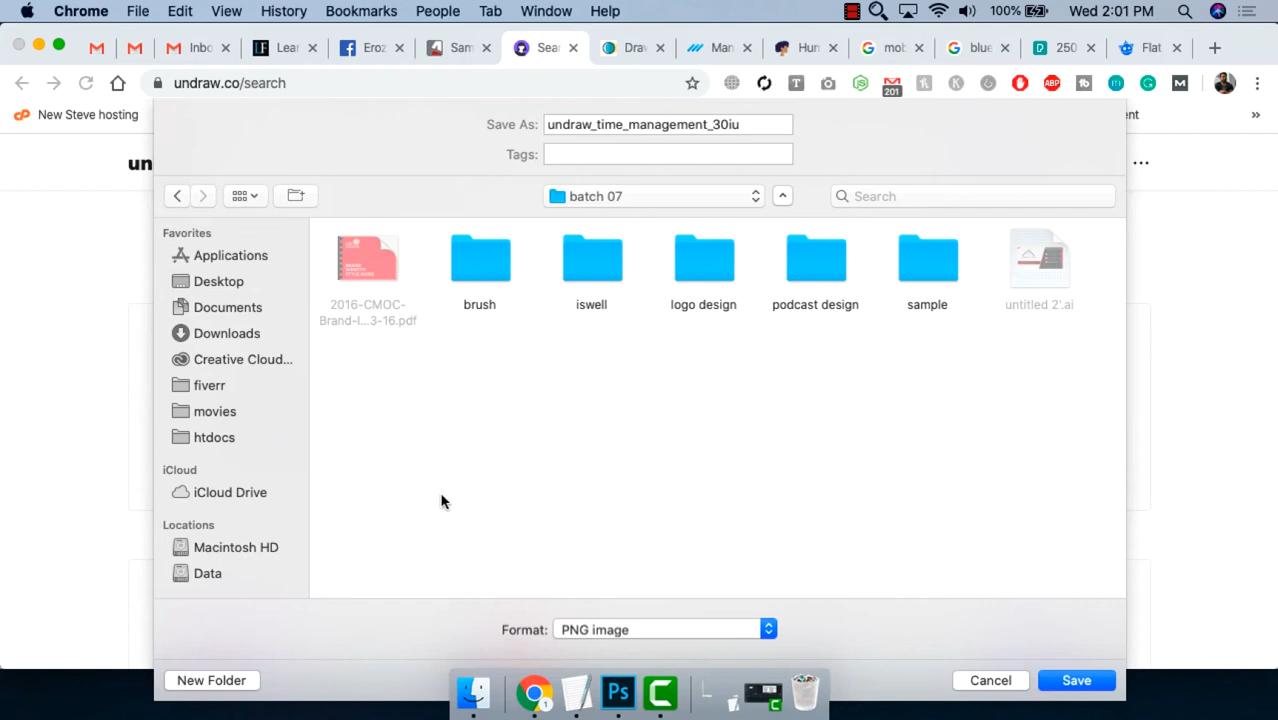 Chrome File Edit View History Bookmarks People Tab Window Help 100% Wed 2:01 PM
Inbo Lear Eroz Sam Sear Draw Man Hum mob blue 250 Flat
undraw.co/search 201 T ABP M
New Steve hosting ent »
un
Save As: undraw_time_management_30iu
Tags:
batch 07 Search
Favorites
Applications
Desktop
Documents
Downloads
Creative Cloud...
fiverr
movies
htdocs
iCloud
iCloud Drive
Locations
Macintosh HD
Data
2016-CMOC-
Brand-I...3-16.pdf
brush
iswell
logo design
podcast design
sample
untitled 2'.ai
Format: PNG image
New Folder Cancel Save
Ps